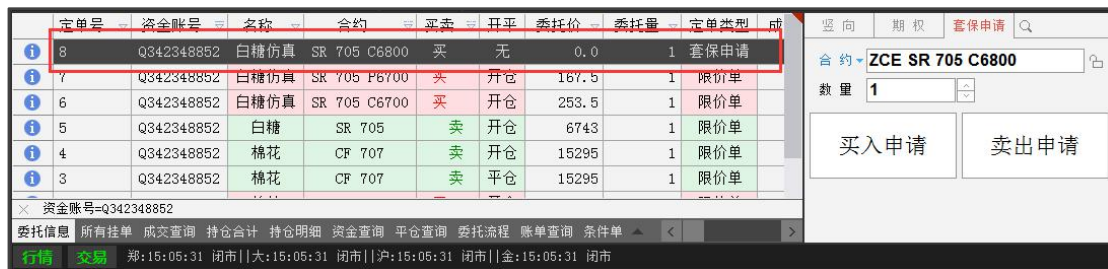 定单号 资金账号 名称 合约 买卖 开平 委托价 委托量 定单类型 成
8 Q342348852 白糖仿真 SR 705 C6800 买 无 0.0 1 套保申请
7 Q342348852 白糖仿真 SR 705 P6700 买 开仓 167.5 1 限价单
6 Q342348852 白糖仿真 SR 705 C6700 买 开仓 253.5 1 限价单
5 Q342348852 白糖 SR 705 卖 开仓 6743 1 限价单
4 Q342348852 棉花 CF 707 卖 开仓 15295 1 限价单
3 Q342348852 棉花 CF 707 卖 平仓 15295 1 限价单
资金账号=Q342348852
委托信息 所有挂单 成交查询 持仓合计 持仓明细 资金查询 平仓查询 委托流程 账单查询 条件单
竖向 期权 套保申请
合约 ZCE SR 705 C6800
数量 1
买入申请 卖出申请
行情 交易 郑:15:05:31 闭市||大:15:05:31 闭市||沪:15:05:31 闭市||金:15:05:31 闭市